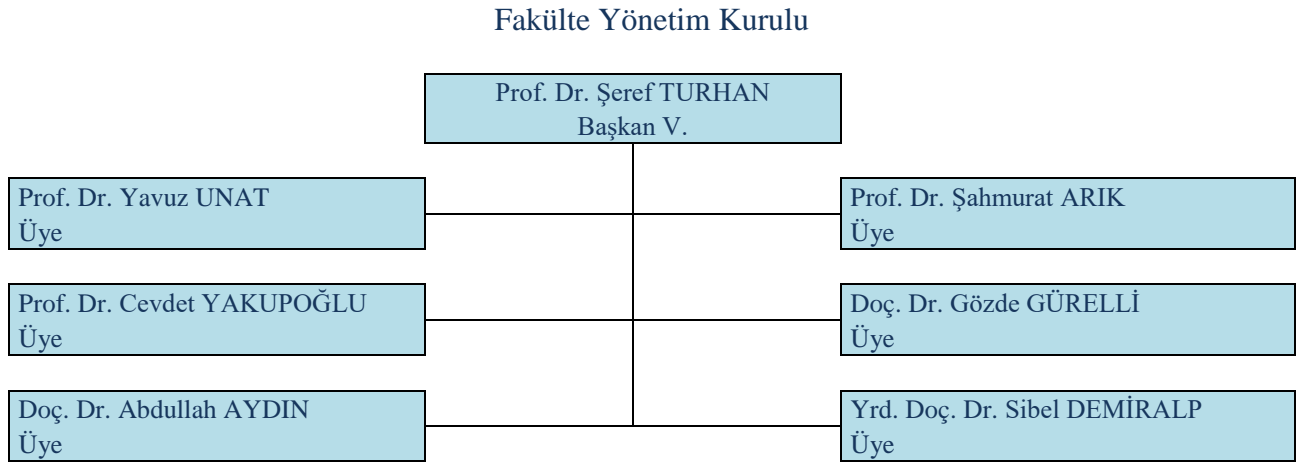 Fakülte Yönetim Kurulu
Prof. Dr. Şeref TURHAN
Başkan V.
Prof. Dr. Yavuz UNAT
Üye
Prof. Dr. Şahmurat ARIK
Üye
Prof. Dr. Cevdet YAKUPOĞLU
Üye
Doç. Dr. Gözde GÜRELLİ
Üye
Doç. Dr. Abdullah AYDIN
Üye
Yrd. Doç. Dr. Sibel DEMİRALP
Üye